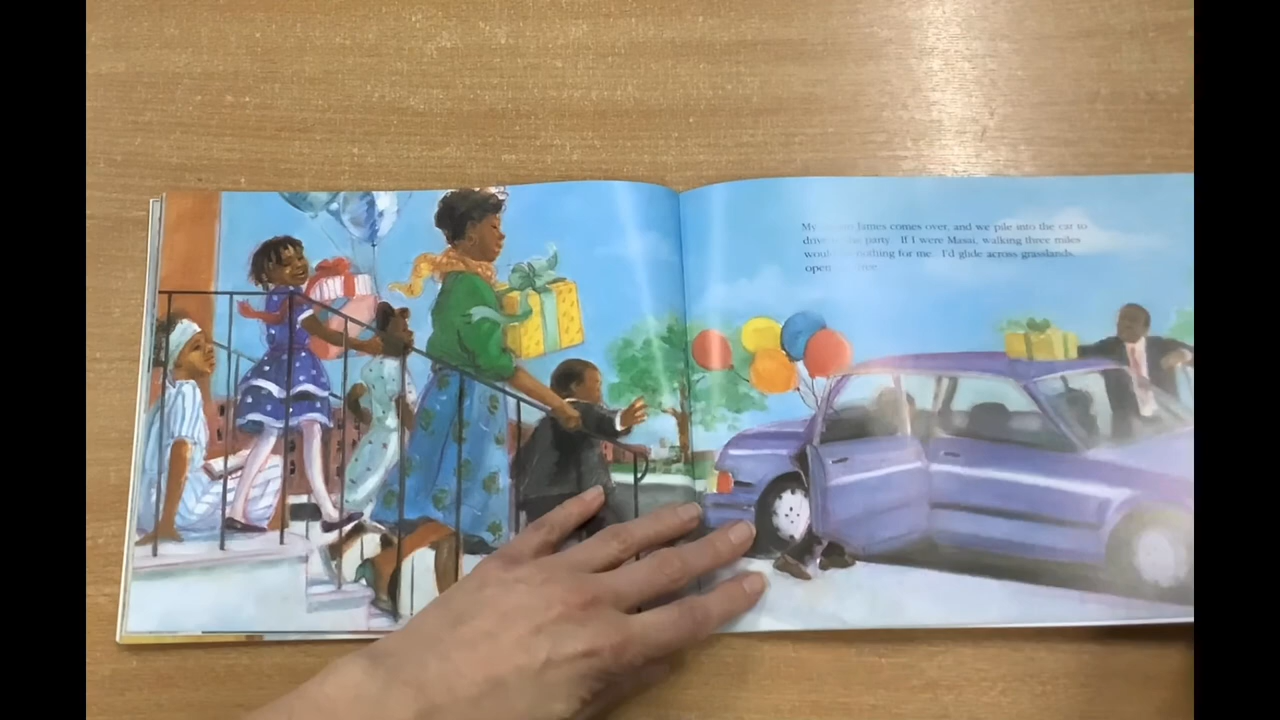 My James comes over, and we pile into the car to
drive party. If I were Masai, walking three miles
would nothing for me. I'd glide across grasslands,
open